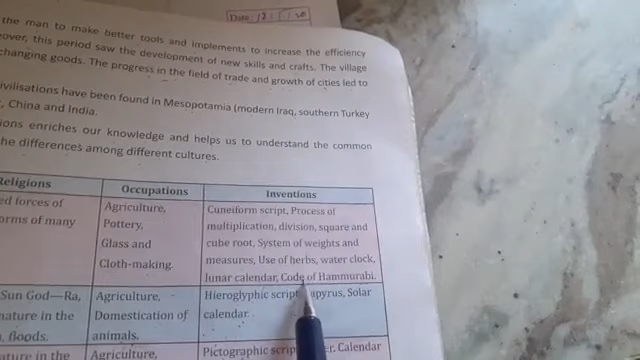 Date
the man to make better tools and implements to increase the efficiency
over, this period saw the development of new skills and crafts. The village
changing goods. The progress in the field of trade and growth of cities led to
ivilisations have been found in Mesopotamia (modern Iraq, southern Turkey
, China and India.
ions enriches our knowledge and helps us to understand the common
the differences among different cultures.
Religions Occupations Inventions
ed forces of Agriculture, Cuneiform script, Process of
orms of many Pottery, multiplication, division, square and
Glass and cube root, System of weights and
Cloth-making. measures, Use of herbs, water clock,
lunar calendar, Code of Hammurabi.
Sun God—Ra, Agriculture, Hieroglyphic script, apyrus, Solar
nature in the Domestication of calendar.
, floods. animals.
nature in the Agriculture, Pictographic scrip er. Calendar